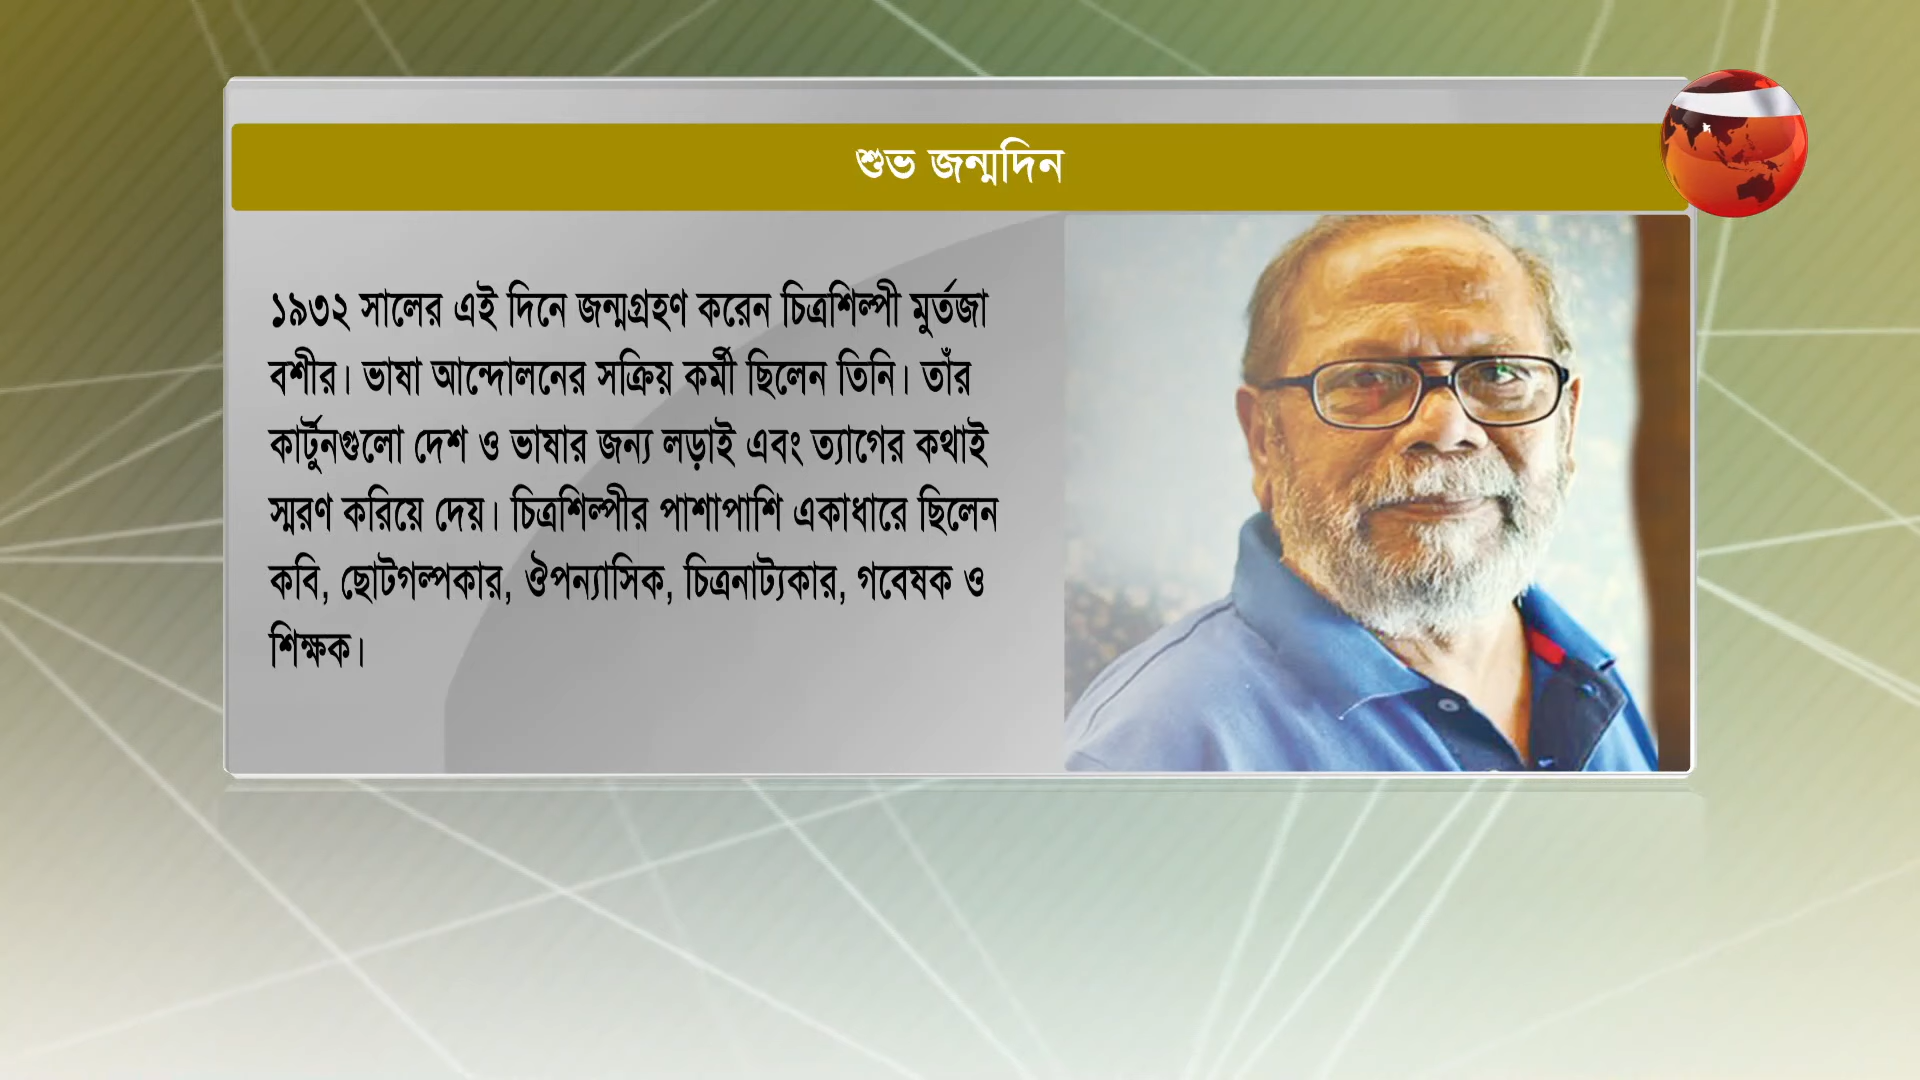 শুভ জন্মদিন
১৯৩২ সালের এই দিনে জন্মগ্রহণ করেন চিত্রশিল্পী মুর্তজা
বশীর। ভাষা আন্দোলনের সক্রিয় কর্মী ছিলেন তিনি। তাঁর
কার্টুনগুলো দেশ ও ভাষার জন্য লড়াই এবং ত্যাগের কথাই
স্মরণ করিয়ে দেয়। চিত্রশিল্পীর পাশাপাশি একাধারে ছিলেন
কবি, ছোটগল্পকার, ঔপন্যাসিক, চিত্রনাট্যকার, গবেষক ও
শিক্ষক।